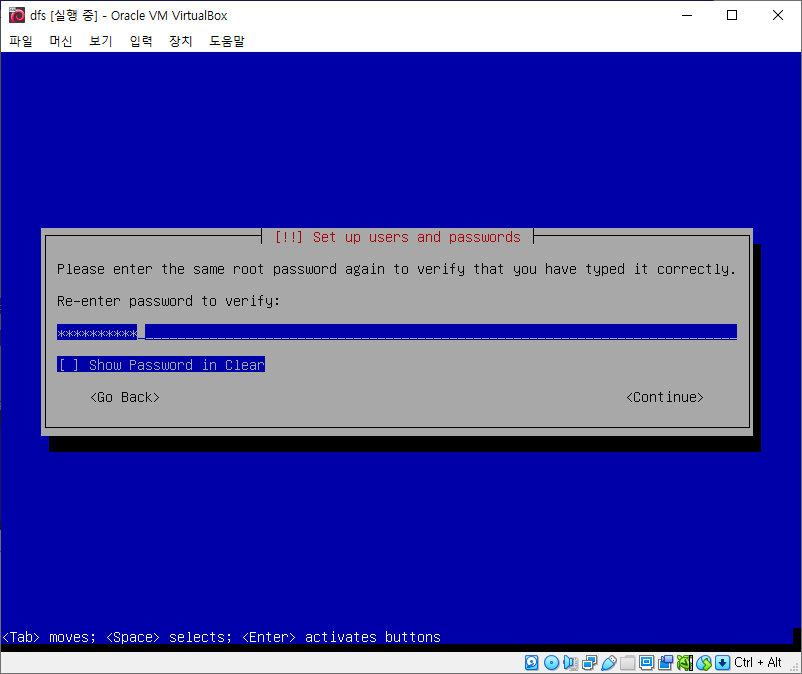 dfs [실행 중] - Oracle VM VirtualBox
파일 머신 보기 입력 장치 도움말
[!!] Set up users and passwords
Please enter the same root password again to verify that you have typed it correctly.
Re-enter password to verify:
**********
[ ] Show Password in Clear
<Go Back> <Continue>
<Tab> moves; <Space> selects; <Enter> activates buttons
Ctrl + Alt